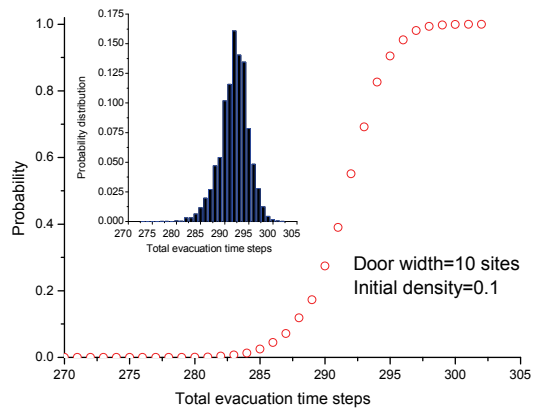 1.0
0.8
0.6
0.4
0.2
0.0
Probability
270 275 280 285 290 295 300 305
Total evacuation time steps
0.175
0.150
0.125
0.100
0.075
0.050
0.025
0.000
Probability distribution
270 275 280 285 290 295 300 305
Total evacuation time steps
Door width=10 sites
Initial density=0.1